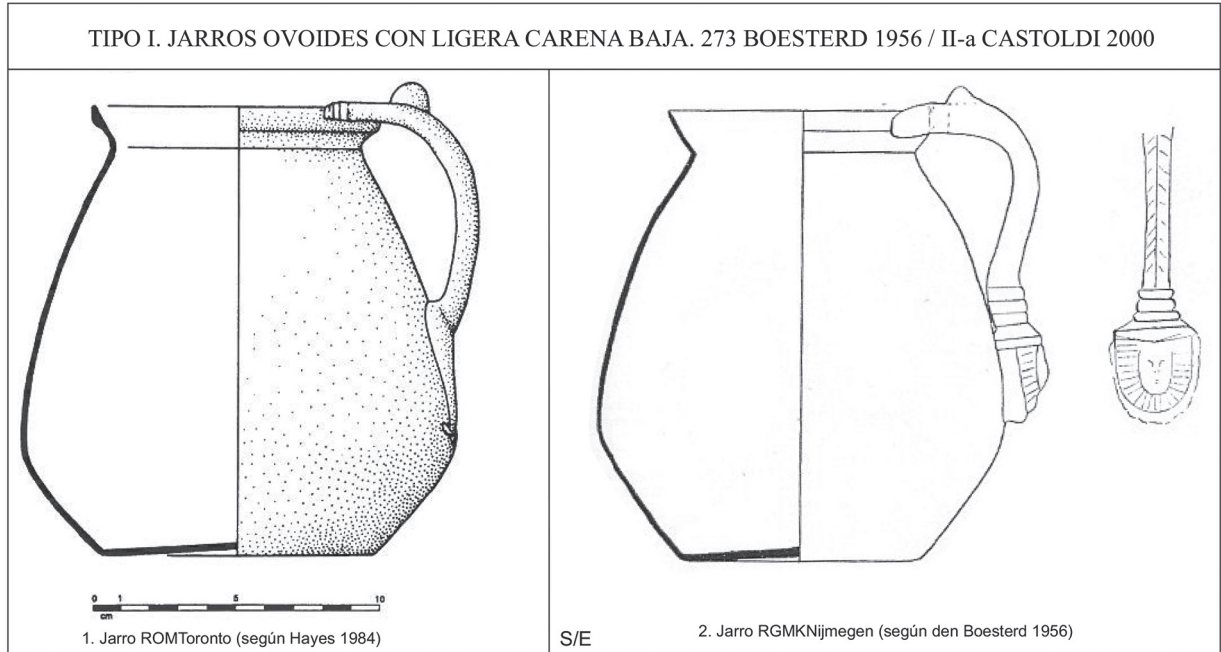 TIPO I. JARROS OVOIDES CON LIGERA CARENA BAJA. 273 BOESTERD 1956 / II-a CASTOLDI 2000
0 1 5 10
cm
1. Jarro ROMToronto (según Hayes 1984)
S/E
2. Jarro RGMKNijmegen (según den Boesterd 1956)